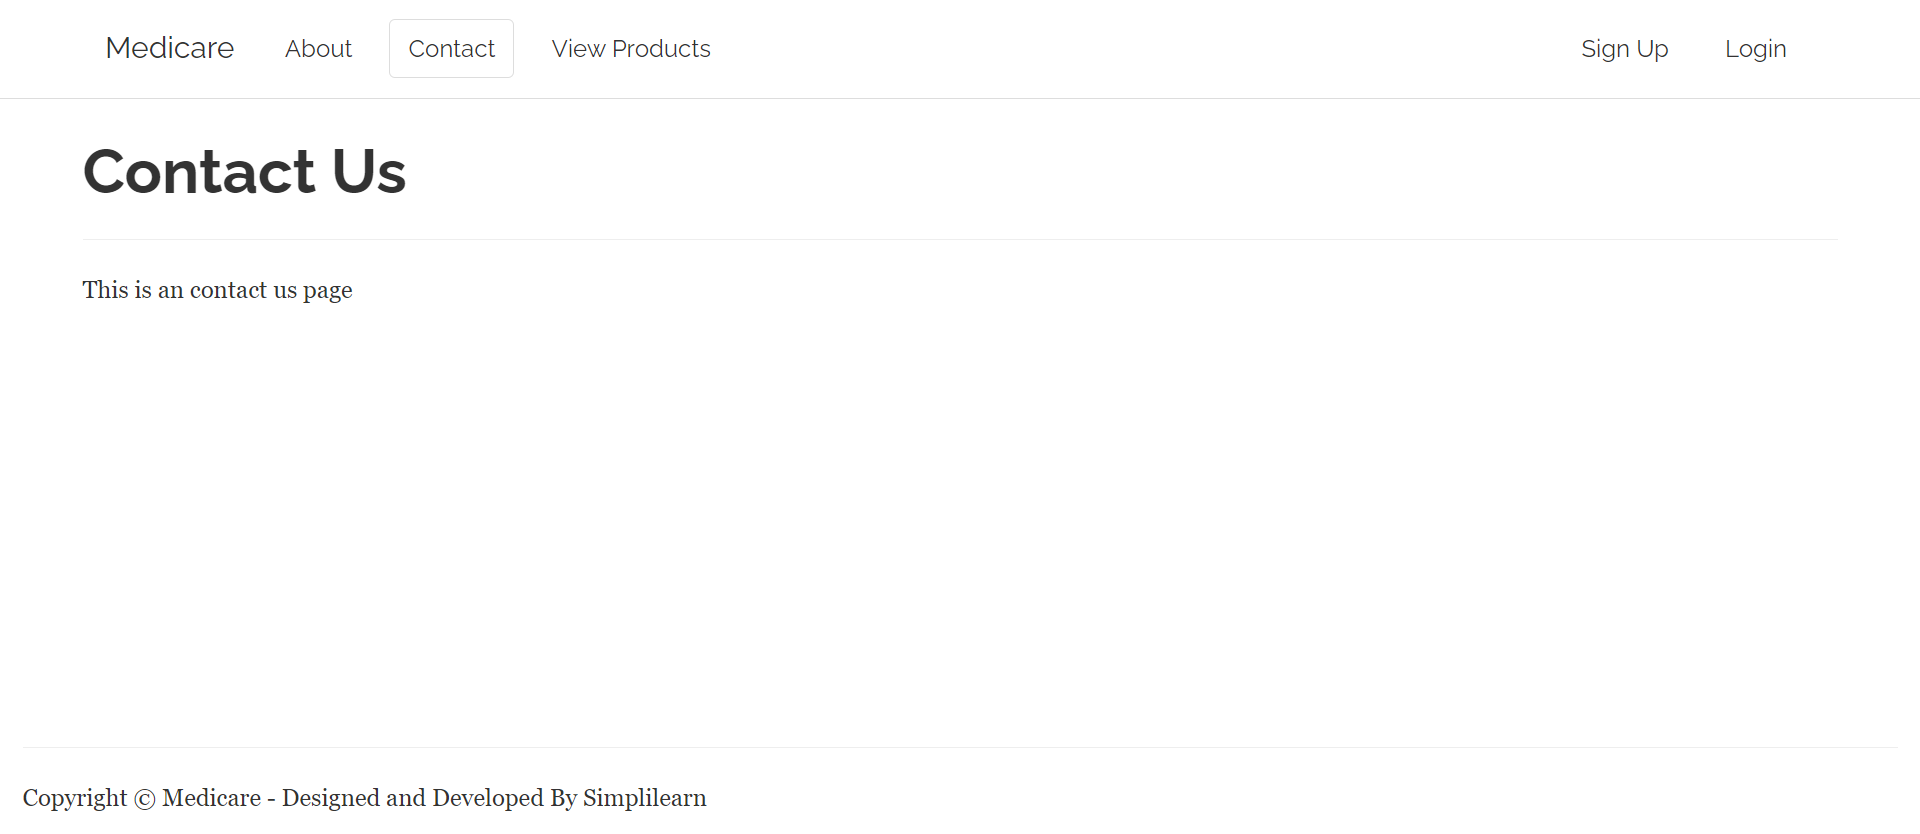 Medicare About Contact View Products Sign Up Login
Contact Us
This is an contact us page
Copyright © Medicare - Designed and Developed By Simplilearn